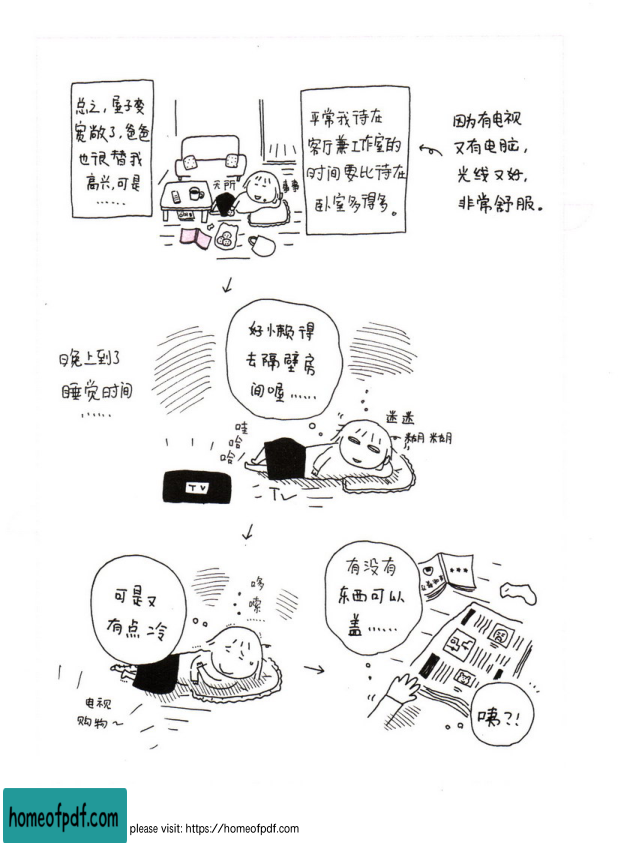 总之,屋子变
宽敞了,爸爸
也很替我
高兴,可是
……
无所
事事
平常我待在
客厅兼工作室的
时间要比待在
卧室多得多。
因为有电视
又有电脑,
光线又好,
非常舒服。
晚上到了
睡觉时间
……
好懒得
去隔壁房
间喔……
迷迷
糊糊
哇
哈
哈
TV
TV
可是又
有点冷
哆
嗦
电视
购物~
有没有
东西可以
盖……
咦?!
homeofpdf.com
please visit: https://homeofpdf.com